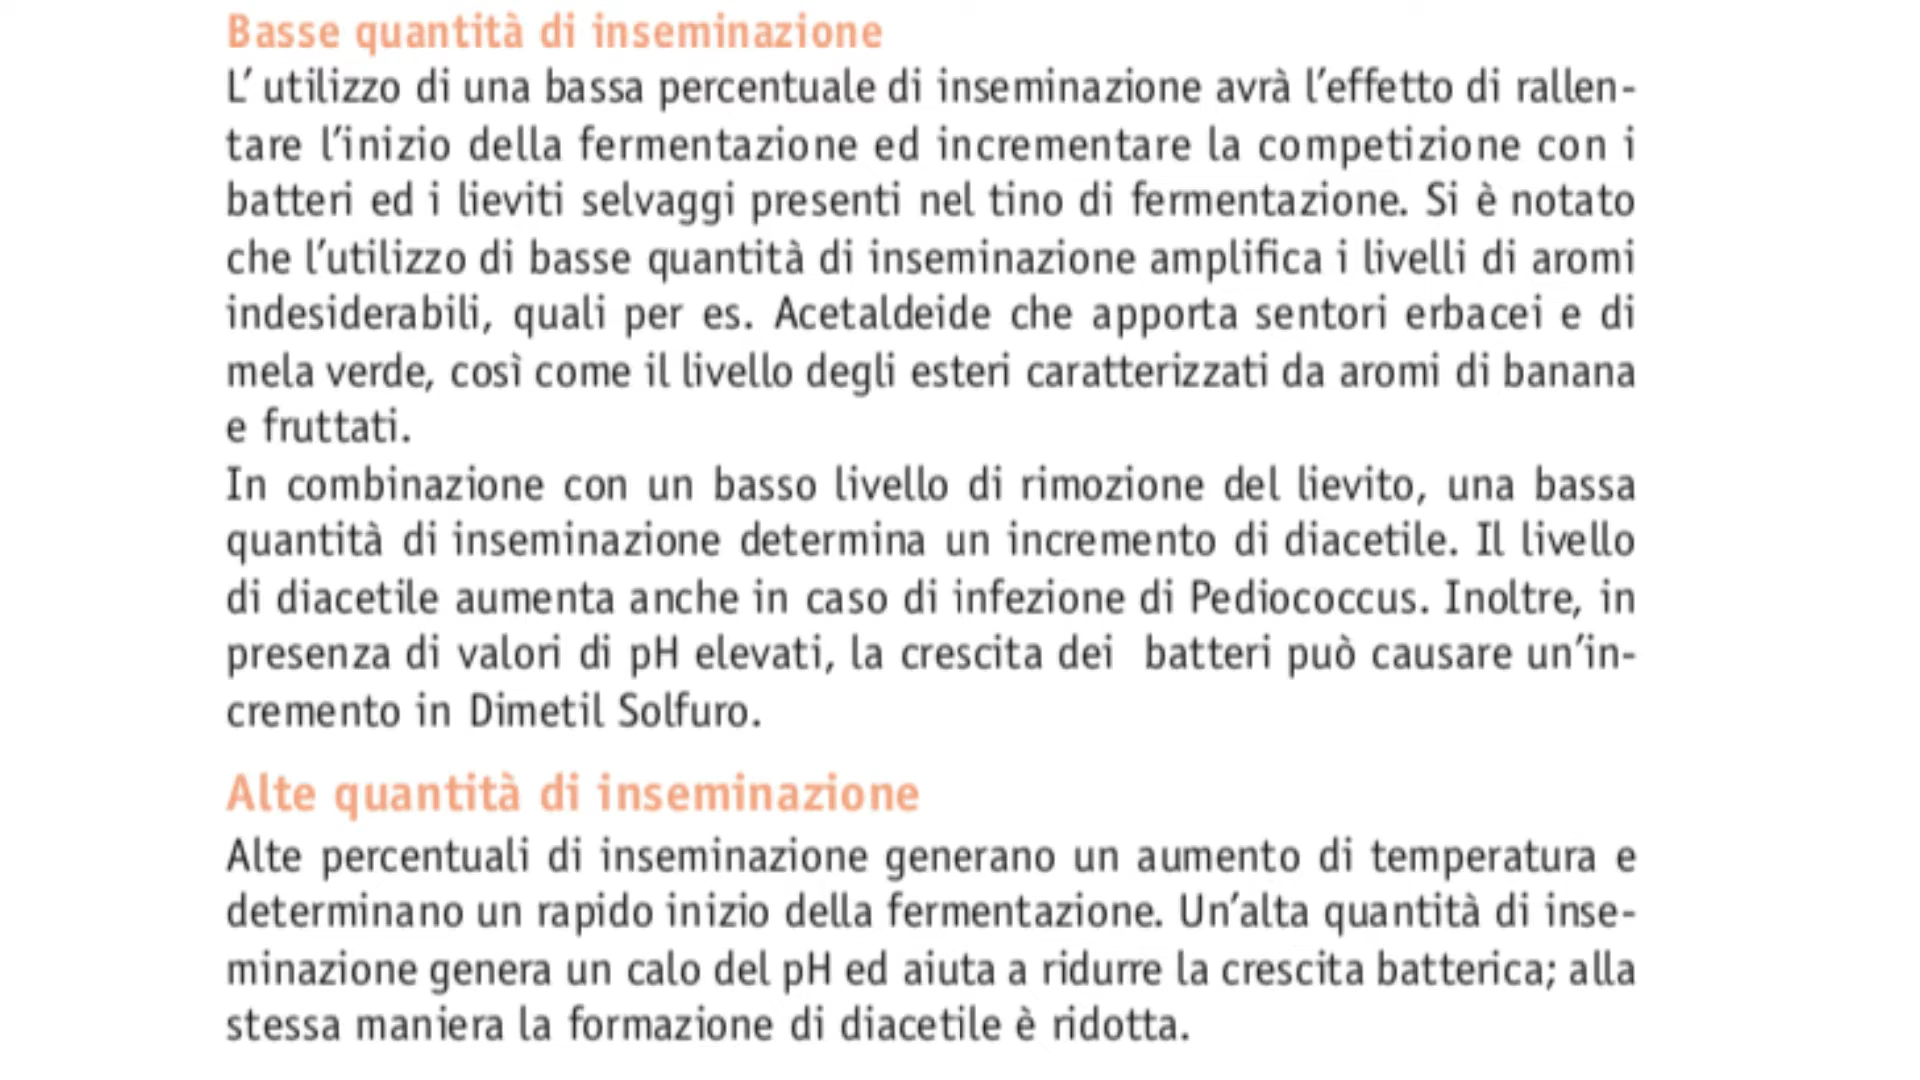 Basse quantità di inseminazione
L' utilizzo di una bassa percentuale di inseminazione avrà l'effetto di rallen-
tare l'inizio della fermentazione ed incrementare la competizione con i
batteri ed i lieviti selvaggi presenti nel tino di fermentazione. Si è notato
che l'utilizzo di basse quantità di inseminazione amplifica i livelli di aromi
indesiderabili, quali per es. Acetaldeide che apporta sentori erbacei e di
mela verde, così come il livello degli esteri caratterizzati da aromi di banana
e fruttati.
In combinazione con un basso livello di rimozione del lievito, una bassa
quantità di inseminazione determina un incremento di diacetile. Il livello
di diacetile aumenta anche in caso di infezione di Pediococcus. Inoltre, in
presenza di valori di pH elevati, la crescita dei  batteri può causare un'in-
cremento in Dimetil Solfuro.
Alte quantità di inseminazione
Alte percentuali di inseminazione generano un aumento di temperatura e
determinano un rapido inizio della fermentazione. Un'alta quantità di inse-
minazione genera un calo del pH ed aiuta a ridurre la crescita batterica; alla
stessa maniera la formazione di diacetile è ridotta.